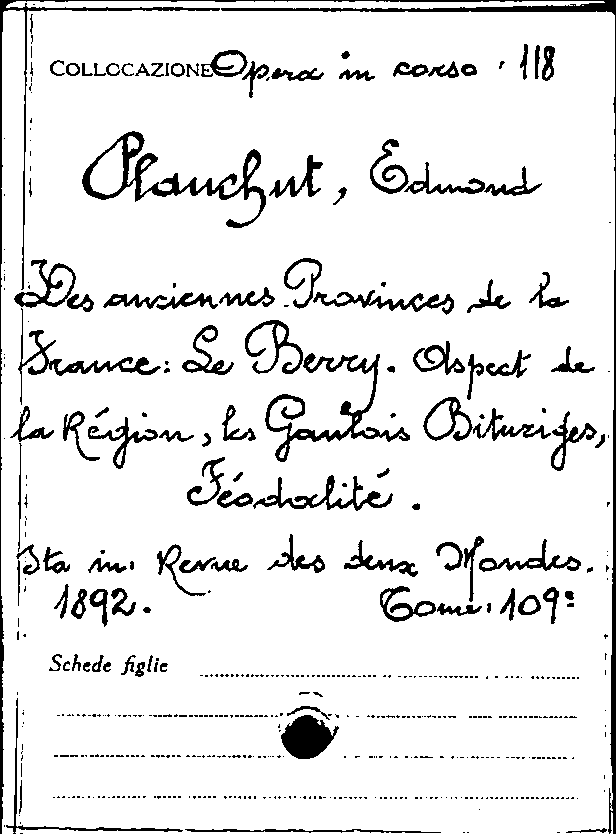 COLLOCAZIONE Opera in corso . 118
Plauchut, Edmond
Des anciennes Provinces de la
France: Le Berry. Aspect de
la Région, les Gaulois Bituriges,
Féodalité.
Sta in: Revue des deux Mondes.
1892. Tome: 109º
Schede figlie